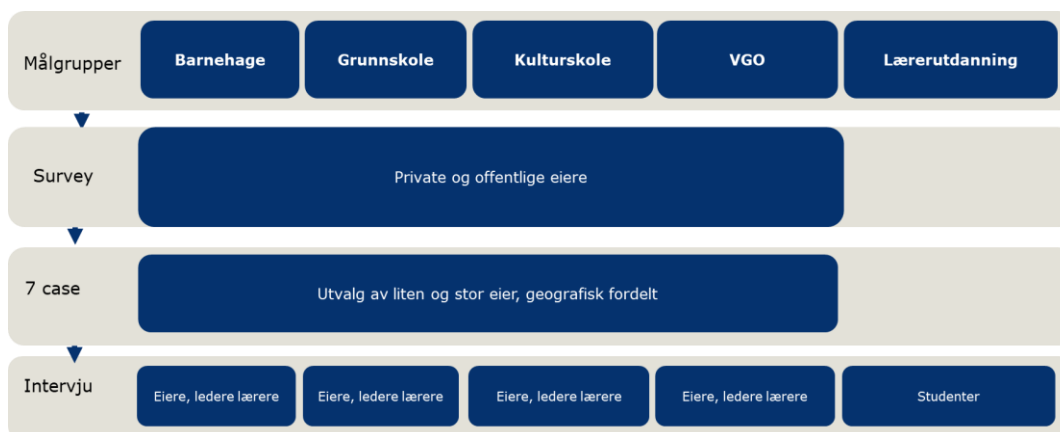 Målgrupper
Barnehage
Grunnskole
Kulturskole
VGO
Lærerutdanning
Survey
Private og offentlige eiere
7 case
Utvalg av liten og stor eier, geografisk fordelt
Intervju
Eiere, ledere lærere
Eiere, ledere lærere
Eiere, ledere lærere
Eiere, ledere lærere
Studenter